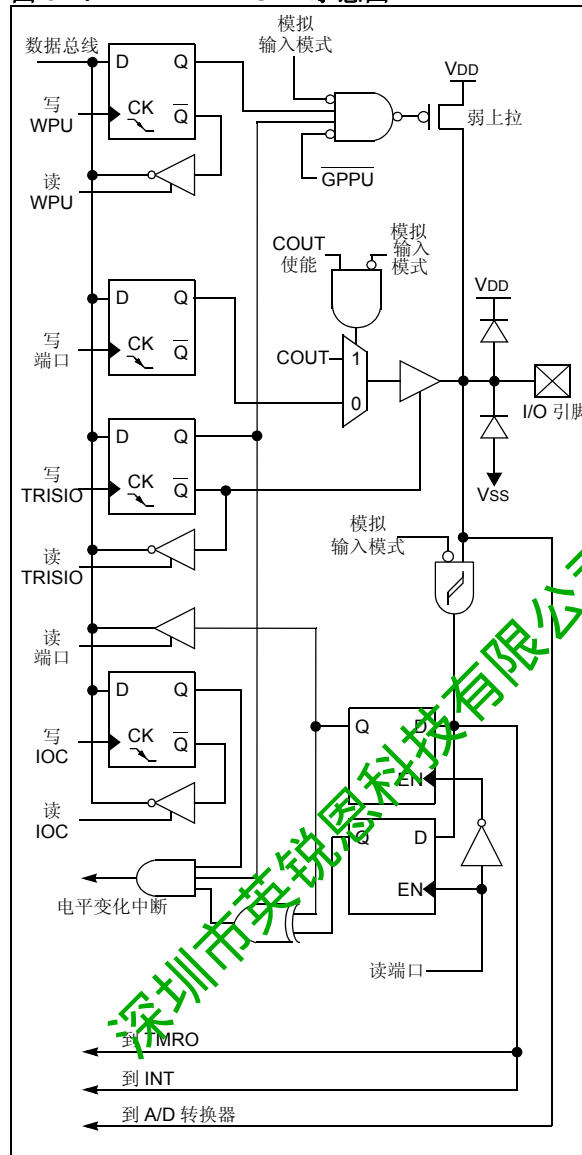 数据总线
D Q
CK Q
写
WPU
读
WPU
模拟
输入模式
GPPU
VDD
弱上拉
D Q
CK Q
写
端口
COUT
使能
模拟
输入
模式
COUT
1
0
VDD
I/O 引脚
VSS
D Q
CK Q
写
TRISIO
读
TRISIO
模拟
输入模式
读
端口
D Q
CK Q
写
IOC
读
IOC
Q D
EN
Q D
EN
电平变化中断
读端口
到 TMRO
到 INT
到 A/D 转换器
深圳市英锐恩科技有限公司